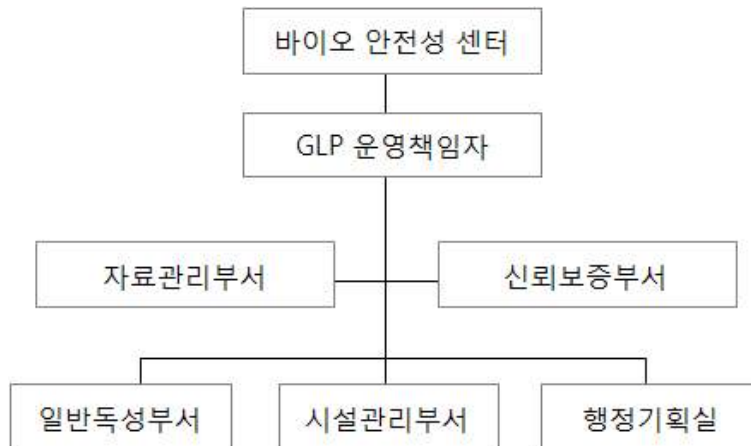 바이오 안전성 센터
GLP 운영책임자
자료관리부서
신뢰보증부서
일반독성부서
시설관리부서
행정기획실